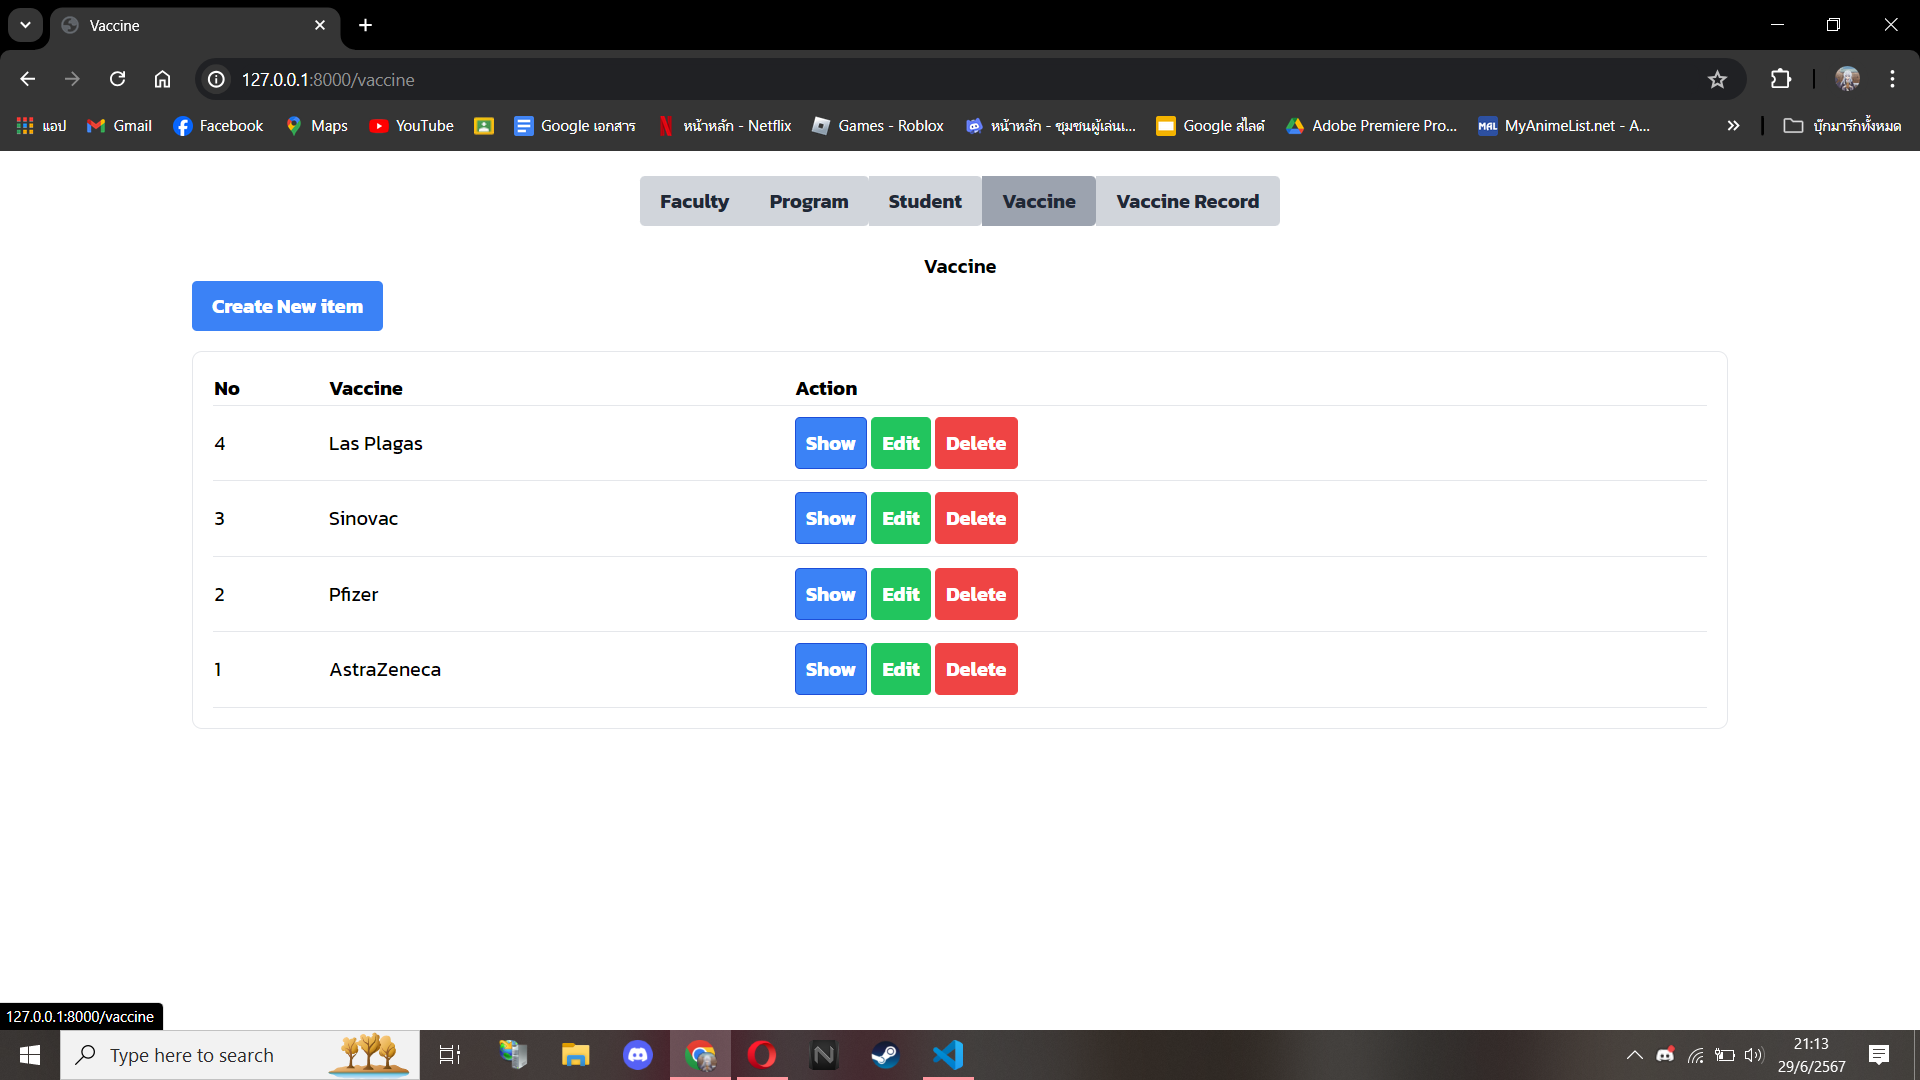 Vaccine
127.0.0.1:8000/vaccine
แอป Gmail Facebook Maps YouTube Google เอกสาร หน้าหลัก - Netflix Games - Roblox หน้าหลัก - ชุมชนผู้เล่นเ... Google สไลด์ Adobe Premiere Pro... MAL MyAnimeList.net - A... บุ๊กมาร์กทั้งหมด
Faculty Program Student Vaccine Vaccine Record
Vaccine
Create New item
No Vaccine Action
4 Las Plagas Show Edit Delete
3 Sinovac Show Edit Delete
2 Pfizer Show Edit Delete
1 AstraZeneca Show Edit Delete
127.0.0.1:8000/vaccine
Type here to search
21:13
29/6/2567